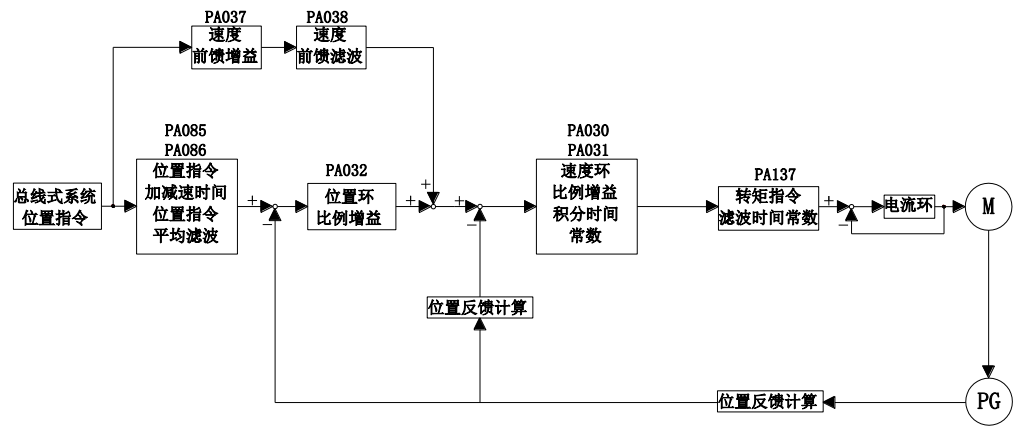 PA037
速度
前馈增益
PA038
速度
前馈滤波
总线式系统
位置指令
PA085
PA086
位置指令
加减速时间
位置指令
平均滤波
+
-
PA032
位置环
比例增益
+
+
+
-
PA030
PA031
速度环
比例增益
积分时间
常数
PA137
转矩指令
滤波时间常数
+
-
电流环
M
位置反馈计算
位置反馈计算
PG